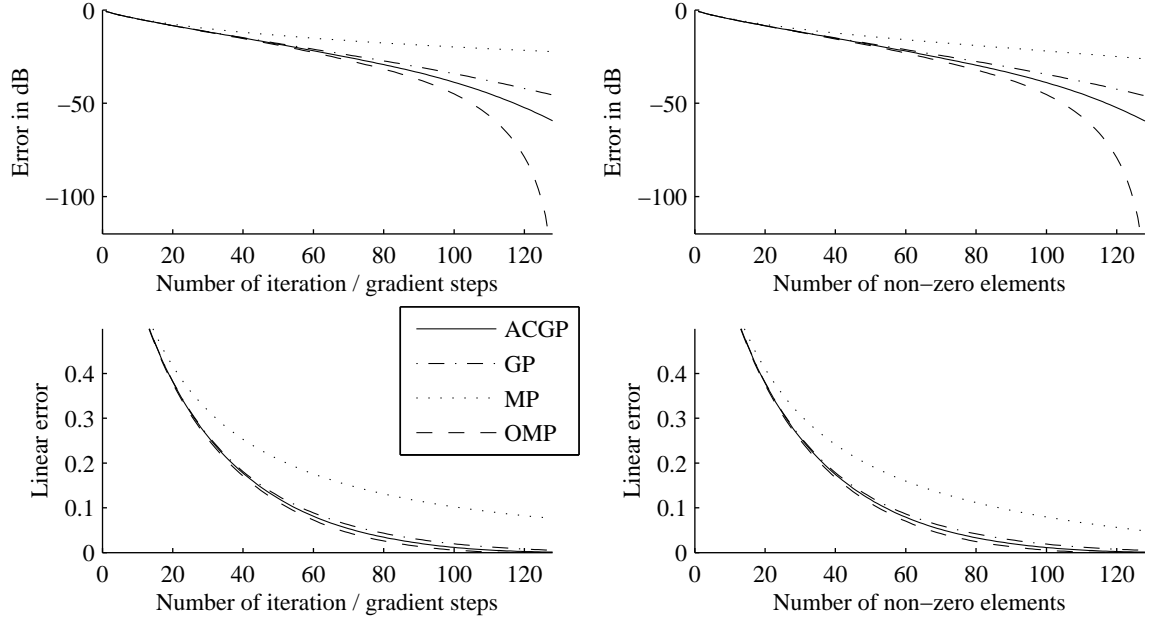 0
−50
−100
Error in dB
0 20 40 60 80 100 120
Number of iteration / gradient steps
0
−50
−100
Error in dB
0 20 40 60 80 100 120
Number of non−zero elements
0.4
0.3
0.2
0.1
0
Linear error
0 20 40 60 80 100 120
Number of iteration / gradient steps
ACGP
GP
MP
OMP
0.4
0.3
0.2
0.1
0
Linear error
0 20 40 60 80 100 120
Number of non−zero elements